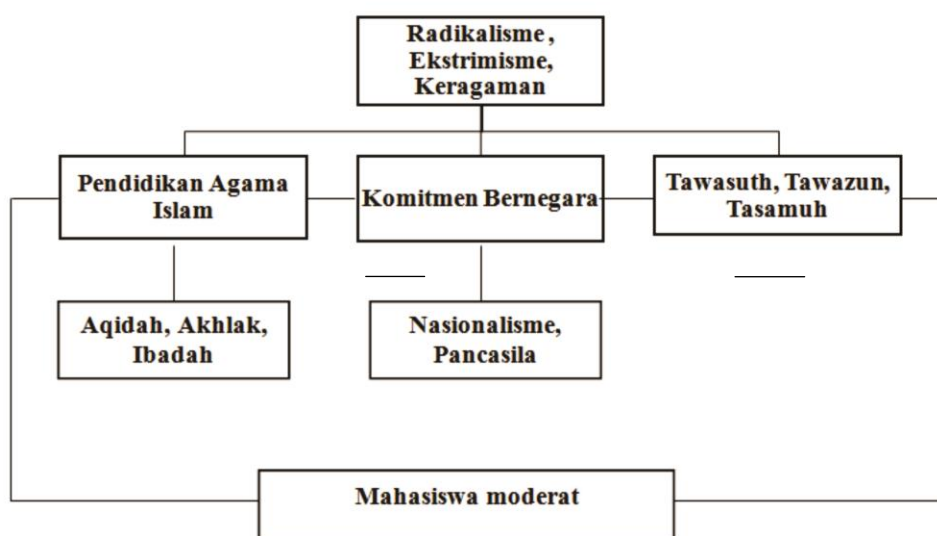 Radikalisme ,
Ekstrimisme,
Keragaman
Pendidikan Agama
Islam
Komitmen Bernegara
Tawasuth, Tawazun,
Tasamuh
Aqidah, Akhlak,
Ibadah
Nasionalisme,
Pancasila
Mahasiswa moderat